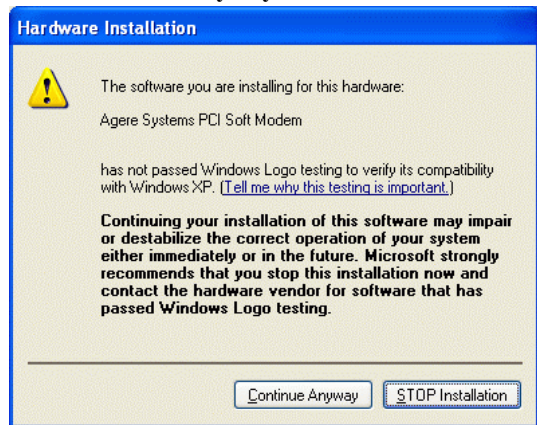 Hardware Installation
The software you are installing for this hardware:
Agere Systems PCI Soft Modem
has not passed Windows Logo testing to verify its compatibility
with Windows XP. (Tell me why this testing is important.)
Continuing your installation of this software may impair
or destabilize the correct operation of your system
either immediately or in the future. Microsoft strongly
recommends that you stop this installation now and
contact the hardware vendor for software that has
passed Windows Logo testing.
Continue Anyway
STOP Installation